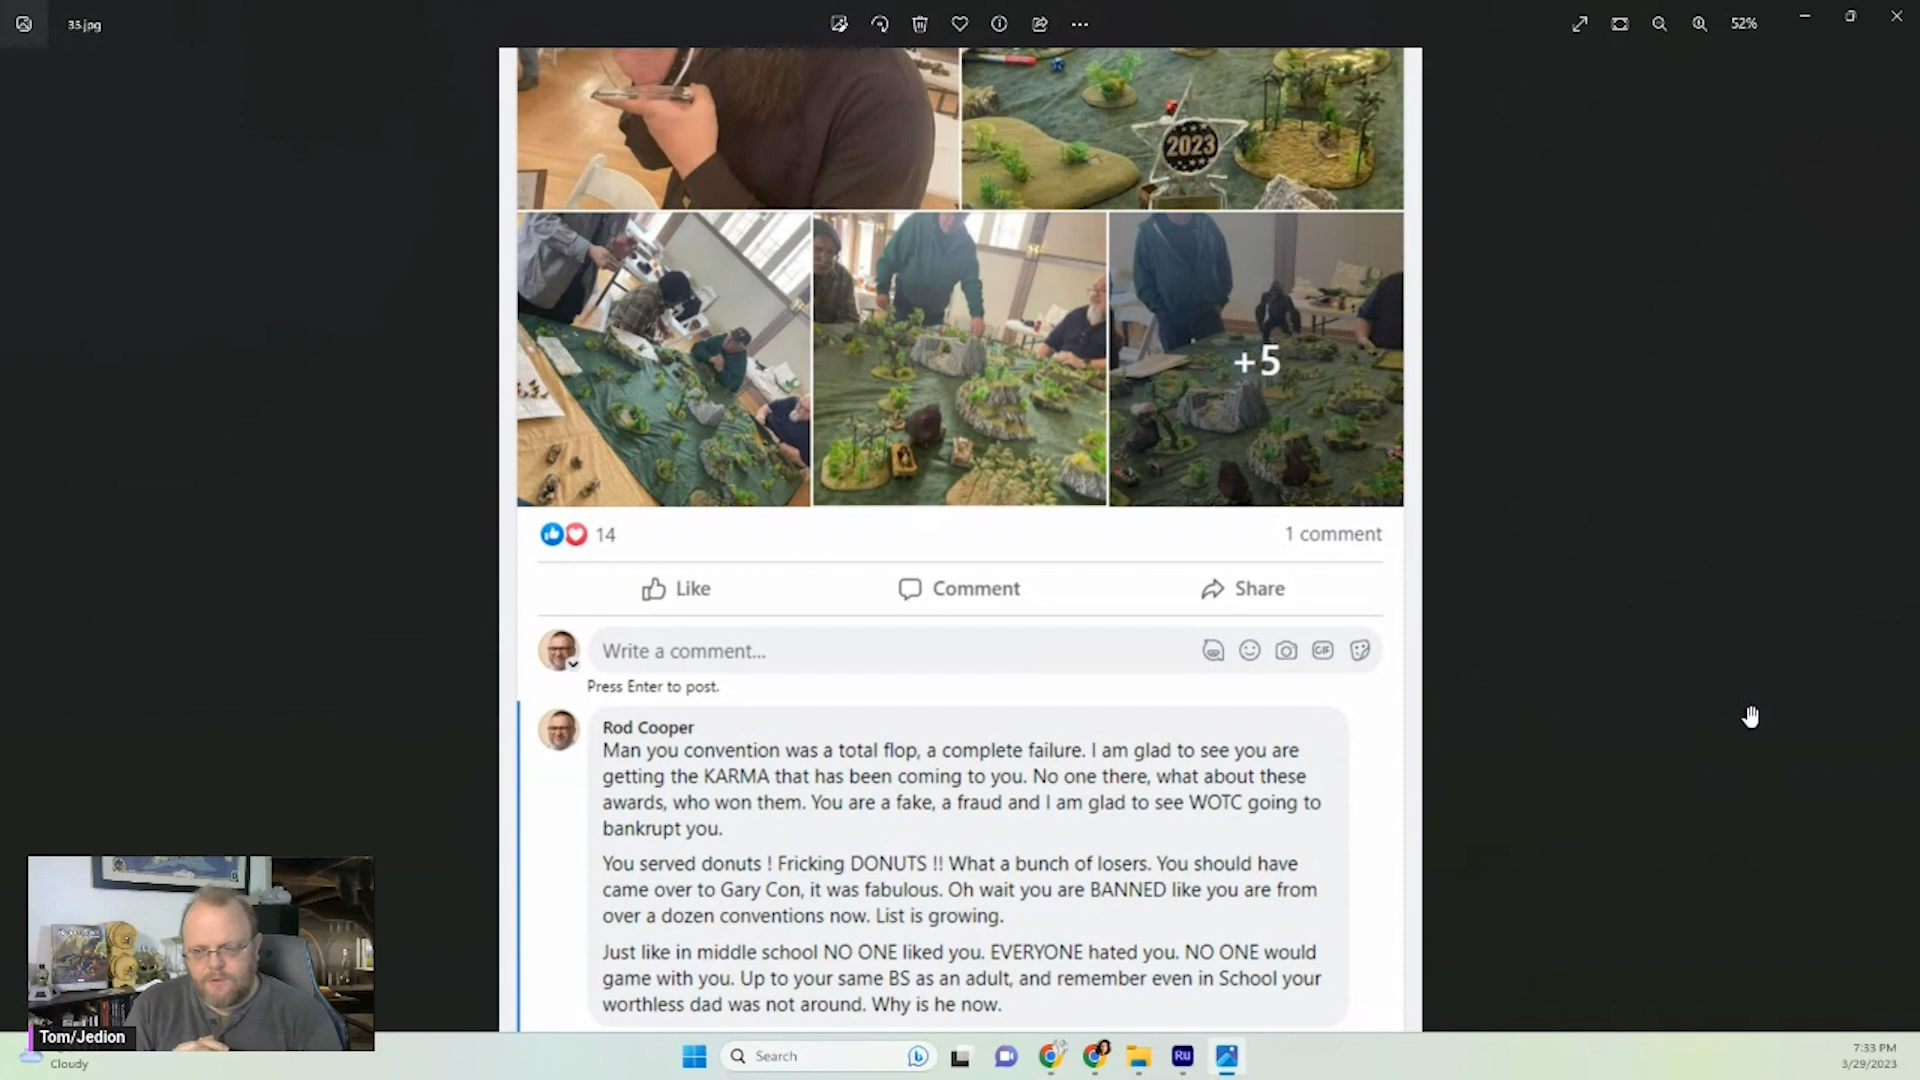 33.jpg
52%
2023
+5
14
1 comment
Like
Comment
Share
Write a comment...
GIF
Press Enter to post.
Rod Cooper
Man you convention was a total flop, a complete failure. I am glad to see you are
getting the KARMA that has been coming to you. No one there, what about these
awards, who won them. You are a fake, a fraud and I am glad to see WOTC going to
bankrupt you.
You served donuts ! Fricking DONUTS !! What a bunch of losers. You should have
came over to Gary Con, it was fabulous. Oh wait you are BANNED like you are from
over a dozen conventions now. List is growing.
Just like in middle school NO ONE liked you. EVERYONE hated you. NO ONE would
game with you. Up to your same BS as an adult, and remember even in School your
worthless dad was not around. Why is he now.
Tom/Jedion
Cloudy
Search
Ru
7:33 PM
3/29/2023